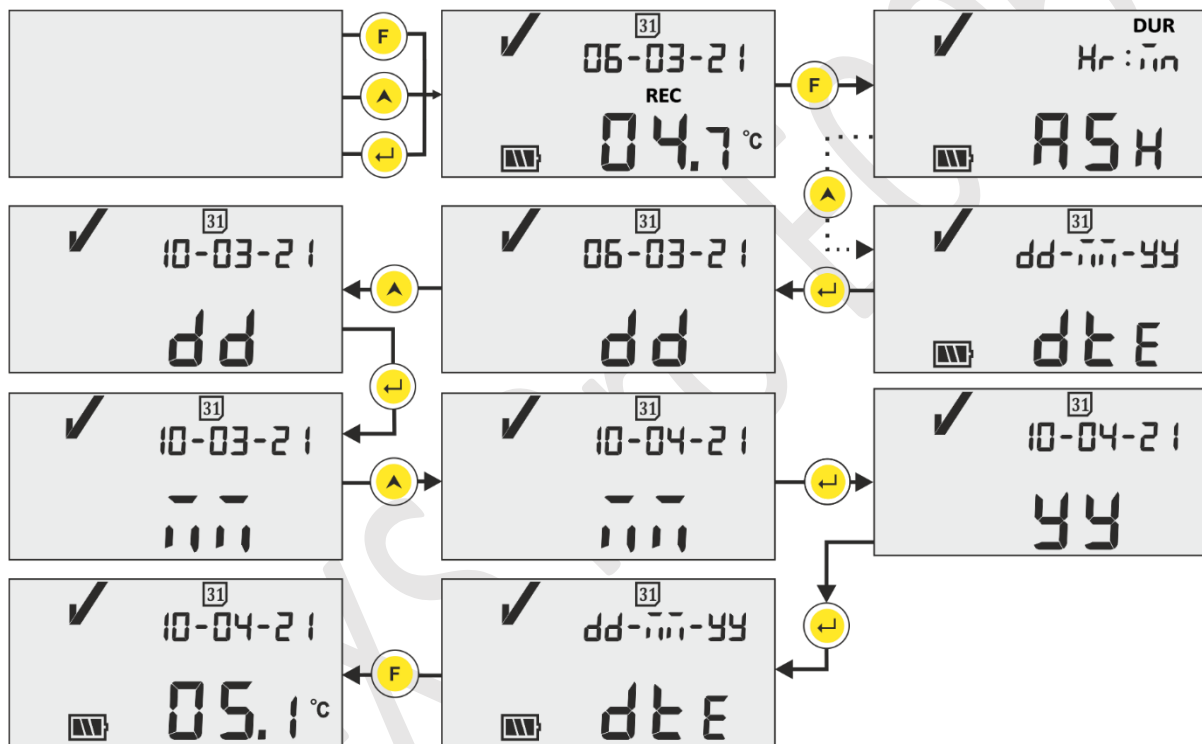 F
31
06-03-21
REC
04.7 °C
F
DUR
Hr:mn
ASH
31
10-03-21
dd
31
06-03-21
dd
31
dd-mm-yy
dtE
31
10-03-21
mm
31
10-04-21
mm
31
10-04-21
yy
31
10-04-21
05.1 °C
F
31
dd-mm-yy
dtE